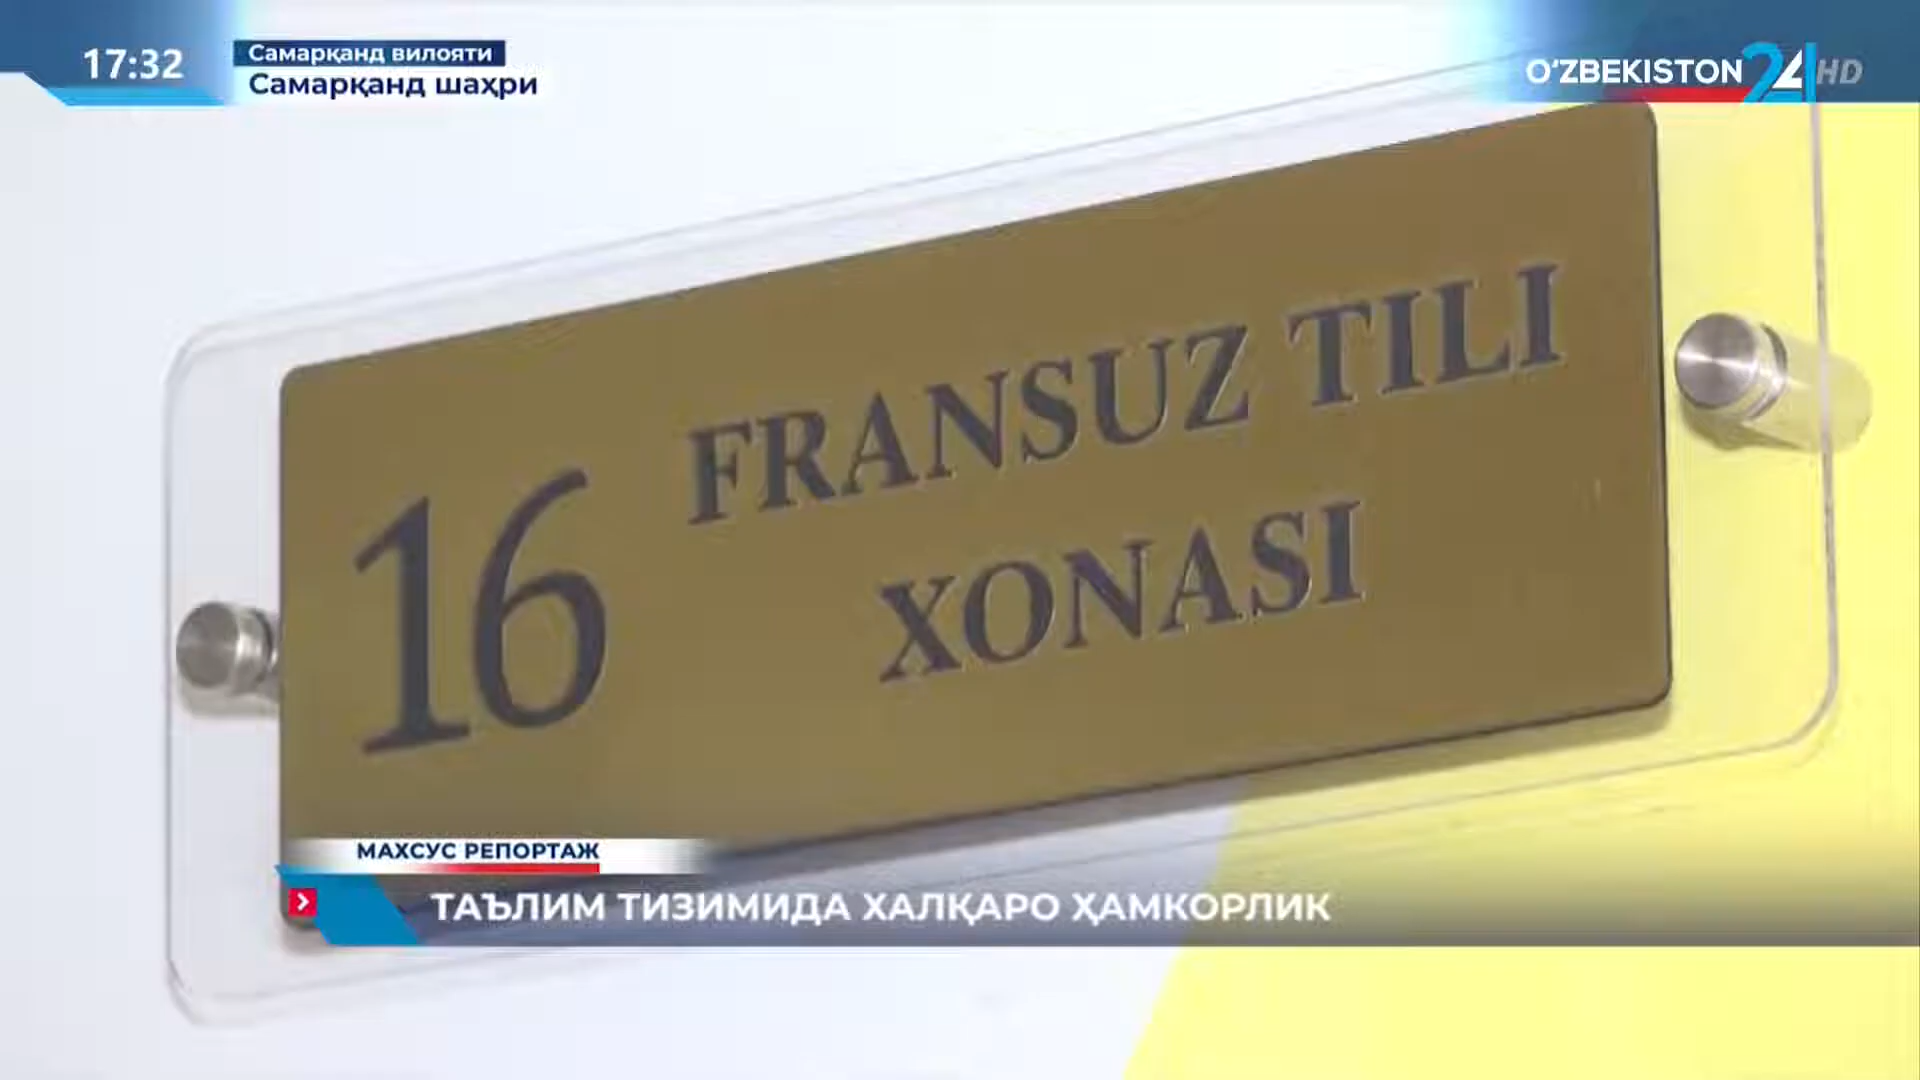 17:32
Самарқанд вилояти
Самарқанд шаҳри
O‘ZBEKISTON 24 HD
16
FRANSUZ TILI
XONASI
МАХСУС РЕПОРТАЖ
ТАЪЛИМ ТИЗИМИДА ХАЛҚАРО ҲАМКОРЛИК